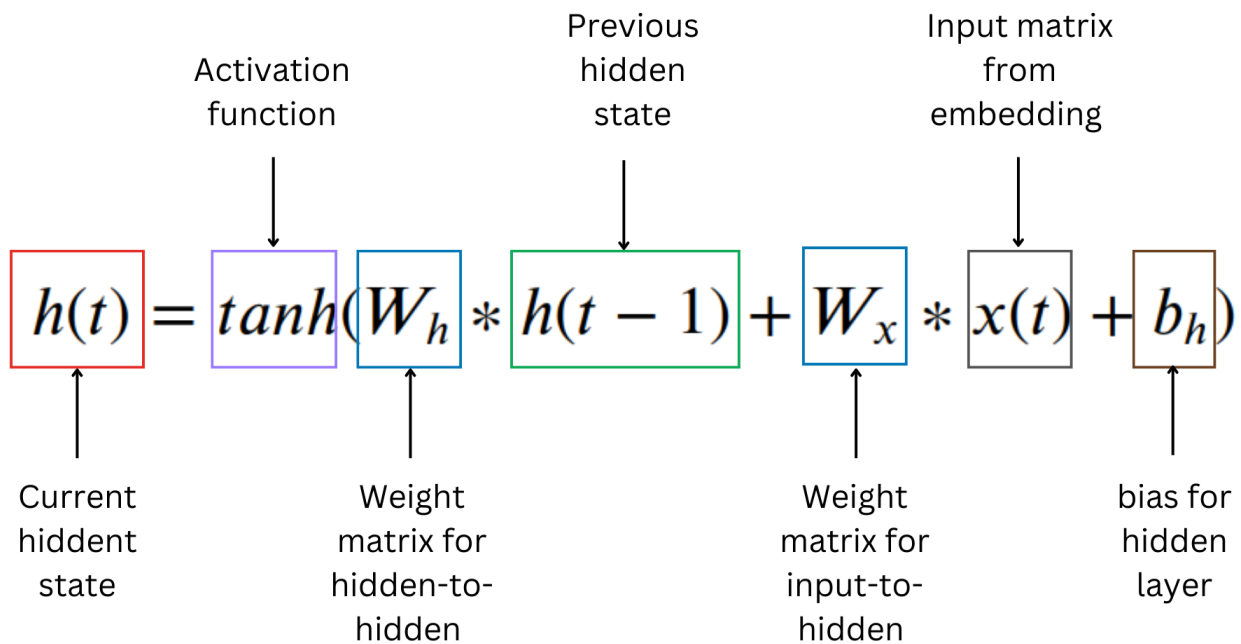 Activation
function
Previous
hidden
state
Input matrix
from
embedding
h(t) = tanh(W_h * h(t − 1) + W_x * x(t) + b_h)
Current
hiddent
state
Weight
matrix for
hidden-to-
hidden
Weight
matrix for
input-to-
hidden
bias for
hidden
layer